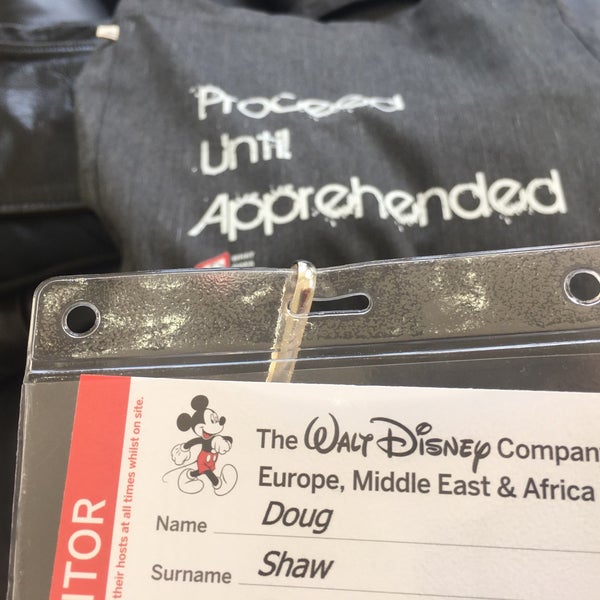 Proceed
Until
Apprehended
The Walt Disney Compan
Europe, Middle East & Africa
Name Doug
Surname Shaw
ITOR
their hosts at all times whilst on site.